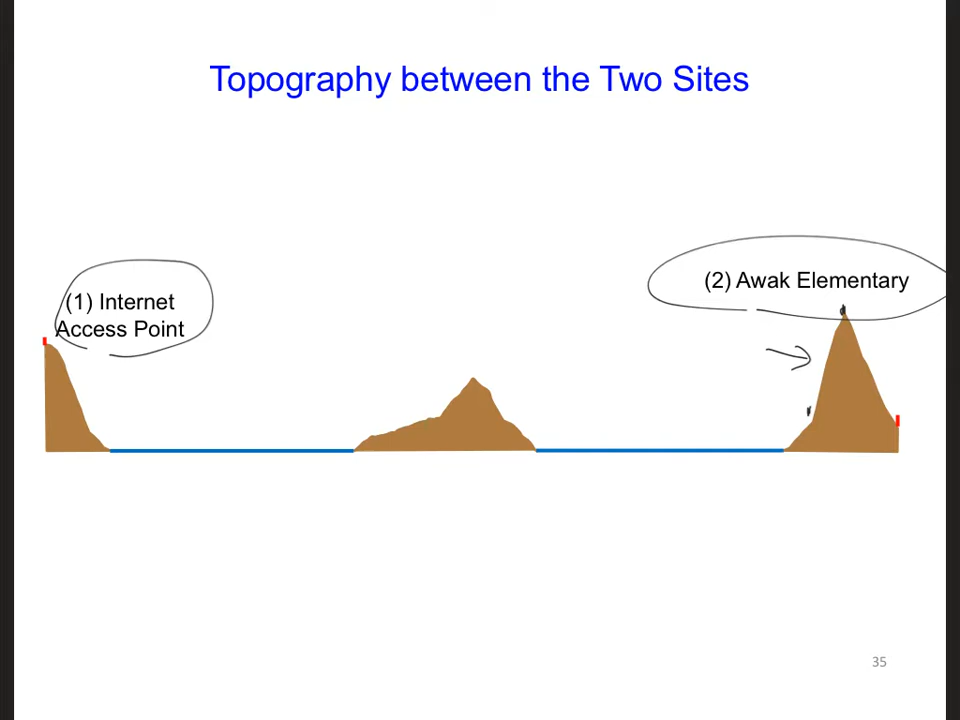 Topography between the Two Sites
(1) Internet
Access Point
(2) Awak Elementary
35